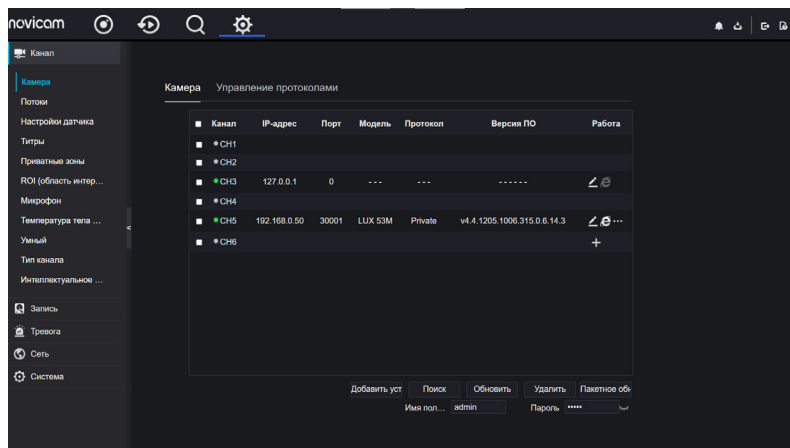 novicam
Канал
Камера
Потоки
Настройки датчика
Титры
Приватные зоны
ROI (область интер...
Микрофон
Температура тела ...
Умный
Тип канала
Интеллектуальное ...
Запись
Тревога
Сеть
Система
Камера Управление протоколами
Канал IP-адрес Порт Модель Протокол Версия ПО Работа
CH1
CH2
CH3 127.0.0.1 0 --- --- ------
CH4
CH5 192.168.0.50 30001 LUX 53M Private v4.4.1205.1006.315.0.6.14.3
CH6
Добавить уст Поиск Обновить Удалить Пакетное обн
Имя пол... admin Пароль •••••